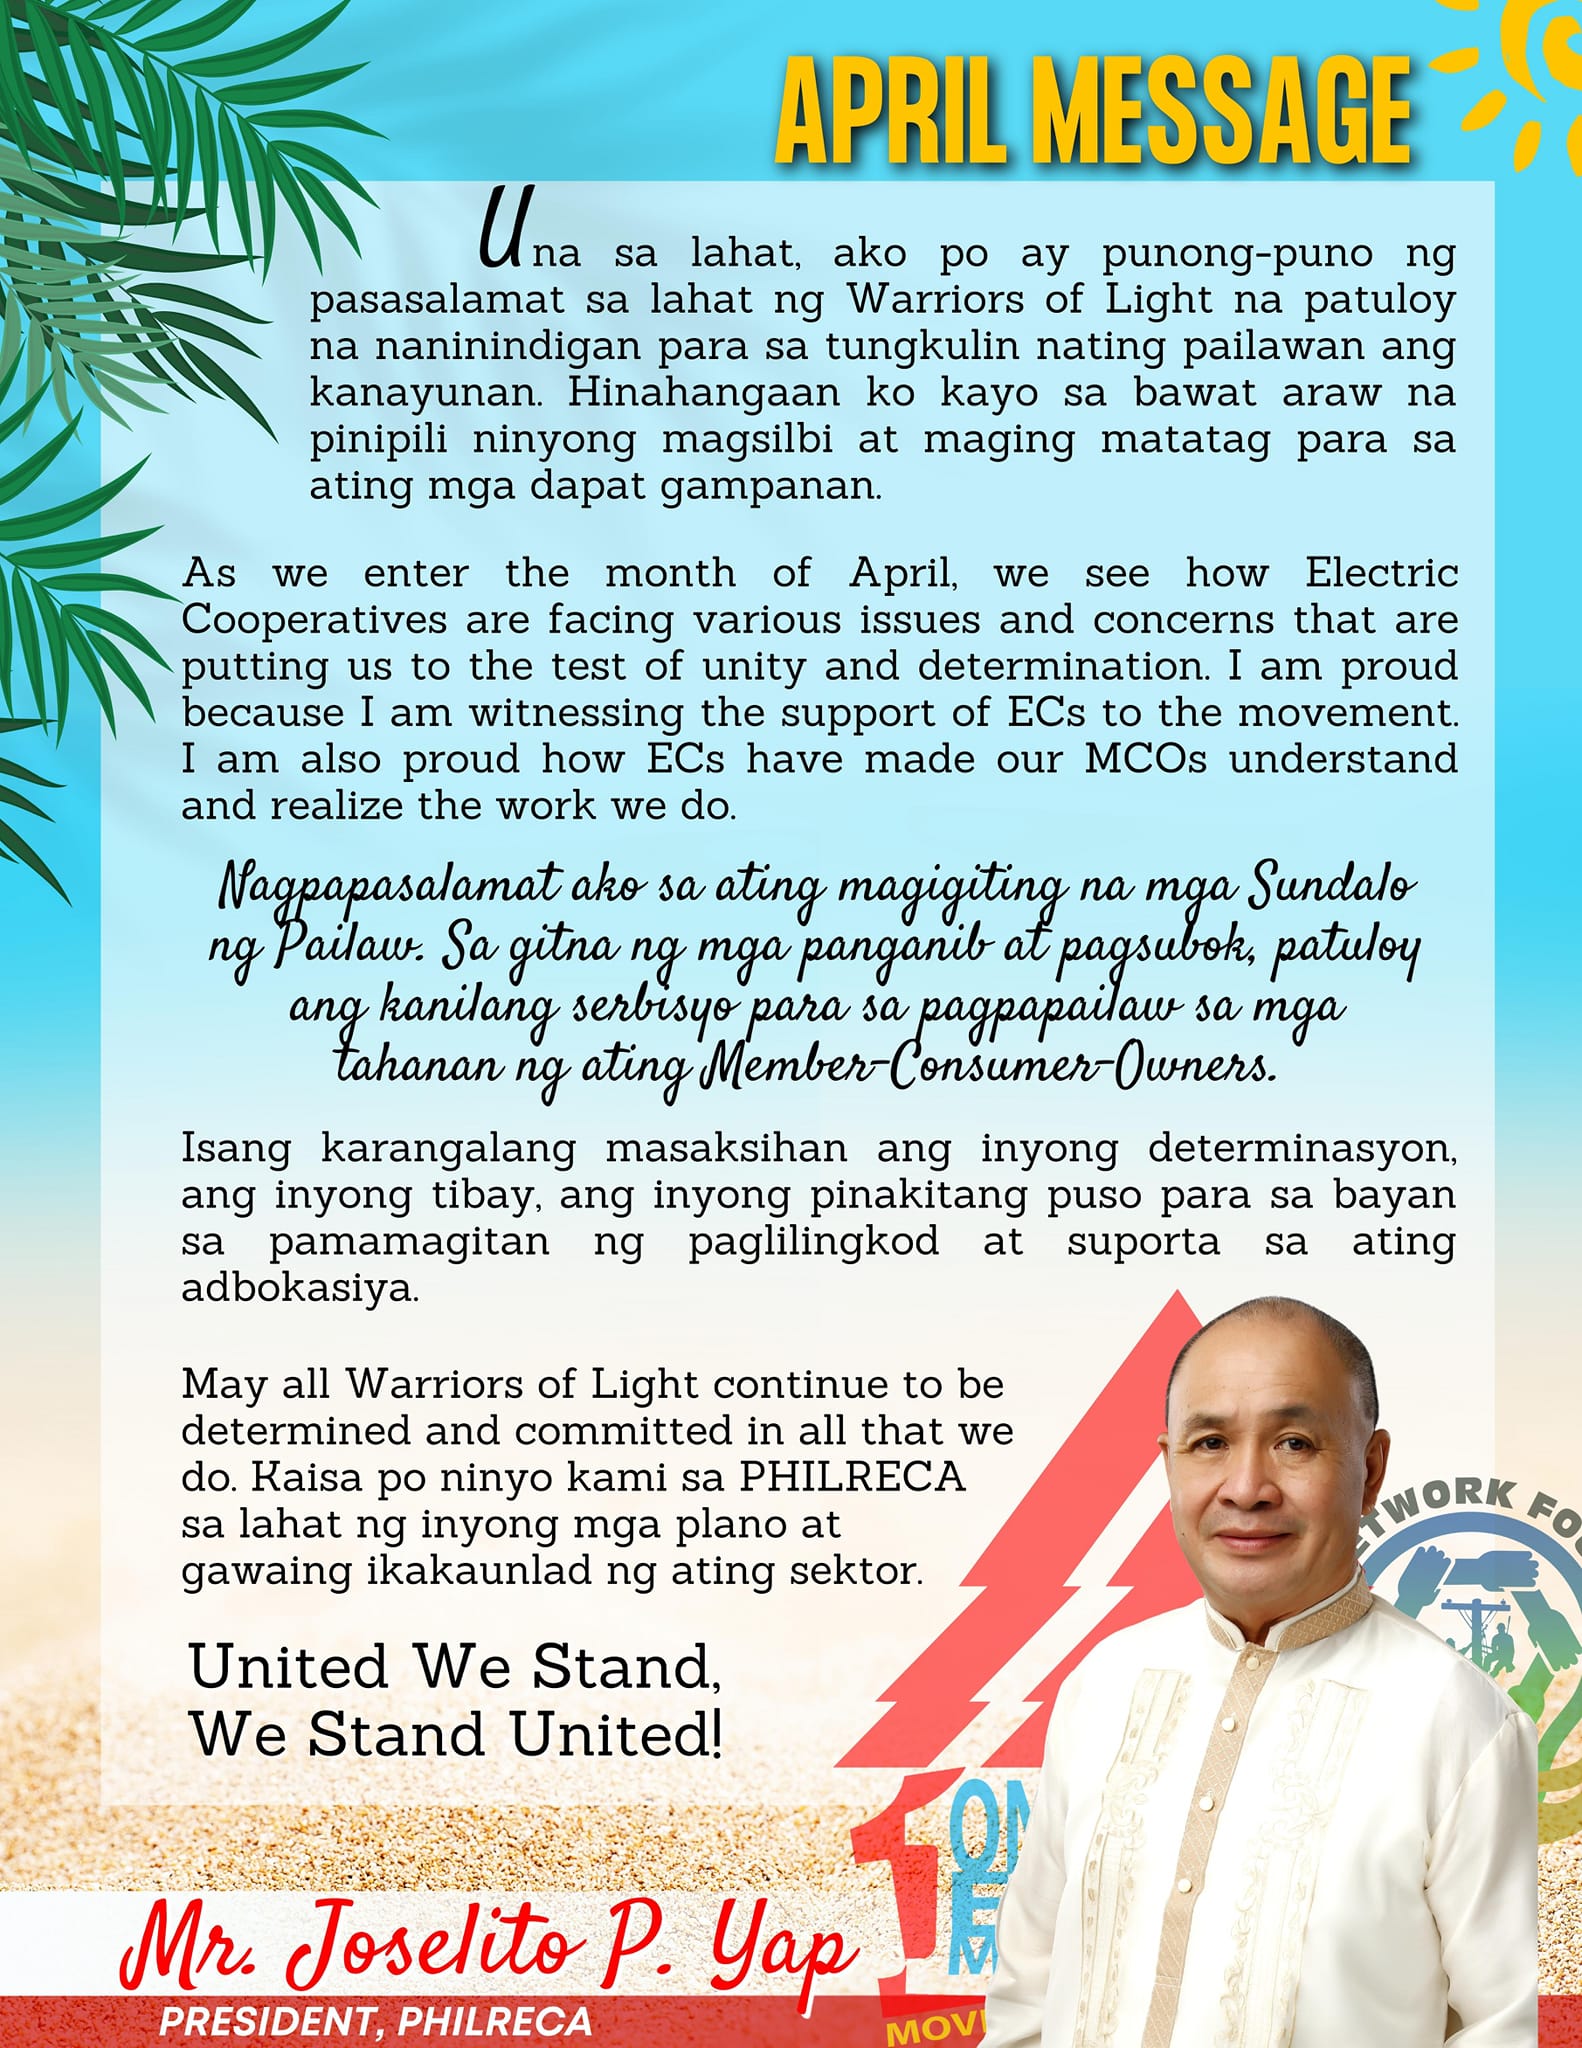 APRIL MESSAGE
Una sa lahat, ako po ay punong-puno ng
pasasalamat sa lahat ng Warriors of Light na patuloy
na naninindigan para sa tungkulin nating pailawan ang
kanayunan. Hinahangaan ko kayo sa bawat araw na
pinipili ninyong magsilbi at maging matatag para sa
ating mga dapat gampanan.
As we enter the month of April, we see how Electric
Cooperatives are facing various issues and concerns that are
putting us to the test of unity and determination. I am proud
because I am witnessing the support of ECs to the movement.
I am also proud how ECs have made our MCOs understand
and realize the work we do.
Nagpapasalamat ako sa ating magigiting na mga Sundalo
ng Pailaw. Sa gitna ng mga panganib at pagsubok, patuloy
ang kanilang serbisyo para sa pagpapailaw sa mga
tahanan ng ating Member-Consumer-Owners.
Isang karangalang masaksihan ang inyong determinasyon,
ang inyong tibay, ang inyong pinakitang puso para sa bayan
sa pamamagitan ng paglilingkod at suporta sa ating
adbokasiya.
May all Warriors of Light continue to be
determined and committed in all that we
do. Kaisa po ninyo kami sa PHILRECA
sa lahat ng inyong mga plano at
gawaing ikakaunlad ng ating sektor.
United We Stand,
We Stand United!
ETWORK FO
1 ON
E
M
MOV
Mr. Joselito P. Yap
PRESIDENT, PHILRECA